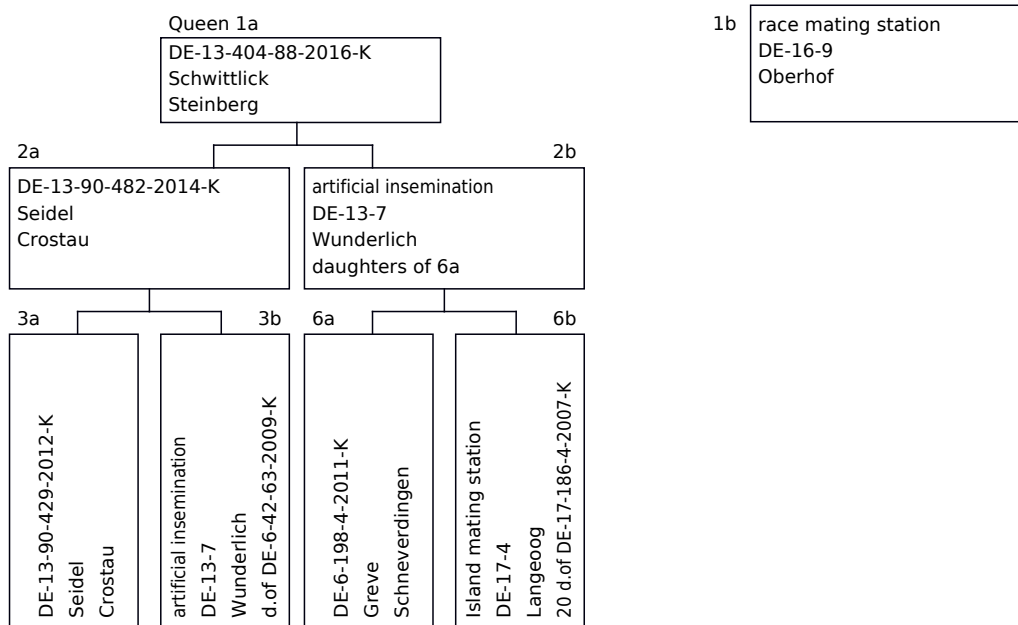 Queen 1a
DE-13-404-88-2016-K
Schwittlick
Steinberg
1b
race mating station
DE-16-9
Oberhof
2a
DE-13-90-482-2014-K
Seidel
Crostau
2b
artificial insemination
DE-13-7
Wunderlich
daughters of 6a
3a
DE-13-90-429-2012-K
Seidel
Crostau
3b
artificial insemination
DE-13-7
Wunderlich
d.of DE-6-42-63-2009-K
6a
DE-6-198-4-2011-K
Greve
Schneverdingen
6b
Island mating station
DE-17-4
Langeoog
20 d.of DE-17-186-4-2007-K